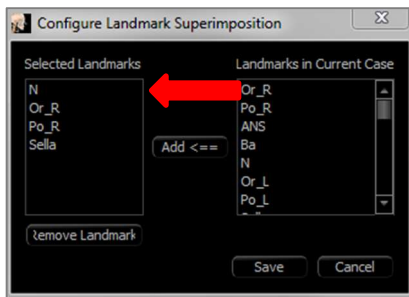 Configure Landmark Superimposition
Selected Landmarks
N
Or_R
Po_R
Sella
Add <==
Landmarks in Current Case
Or_R
Po_R
ANS
Ba
N
Or_L
Po_L
Remove Landmark
Save
Cancel